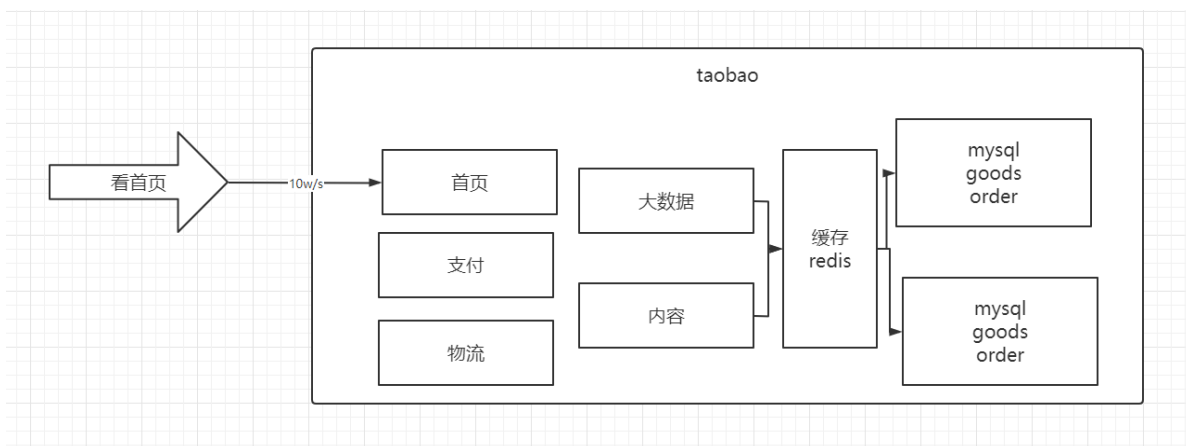 taobao
看首页
10w/s
首页
支付
物流
大数据
内容
缓存
redis
mysql
goods
order
mysql
goods
order